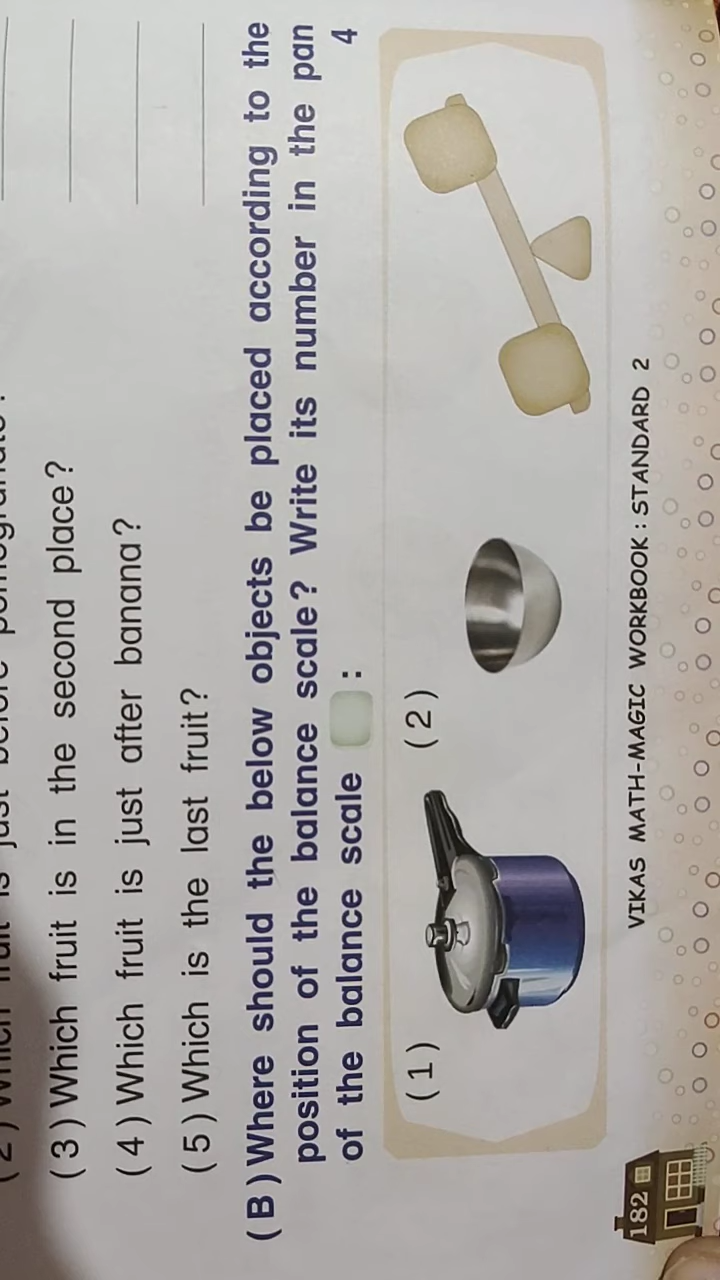 (3) Which fruit is in the second place?
(4) Which fruit is just after banana?
(5) Which is the last fruit?
(B) Where should the below objects be placed according to the
position of the balance scale? Write its number in the pan
of the balance scale : 4
(1) (2)
182 VIKAS MATH-MAGIC WORKBOOK : STANDARD 2